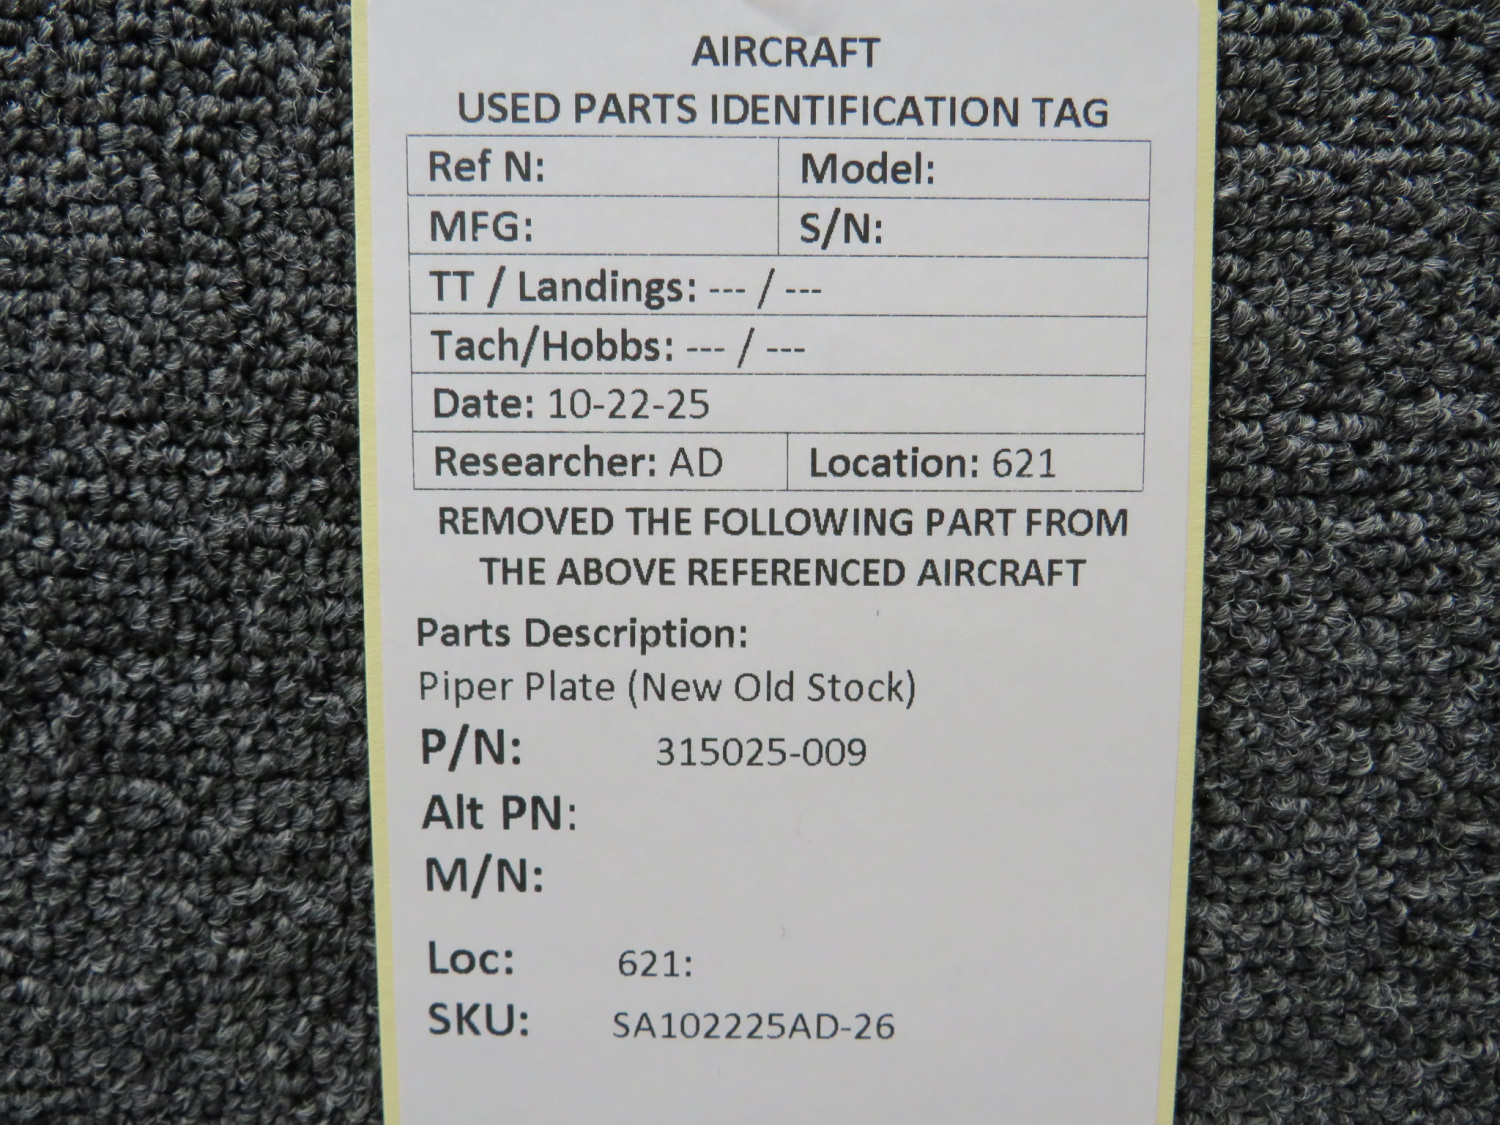 AIRCRAFT
USED PARTS IDENTIFICATION TAG
Ref N: Model:
MFG: S/N:
TT / Landings: --- / ---
Tach/Hobbs: --- / ---
Date: 10-22-25
Researcher: AD Location: 621
REMOVED THE FOLLOWING PART FROM
THE ABOVE REFERENCED AIRCRAFT
Parts Description:
Piper Plate (New Old Stock)
P/N: 315025-009
Alt PN:
M/N:
Loc: 621:
SKU: SA102225AD-26